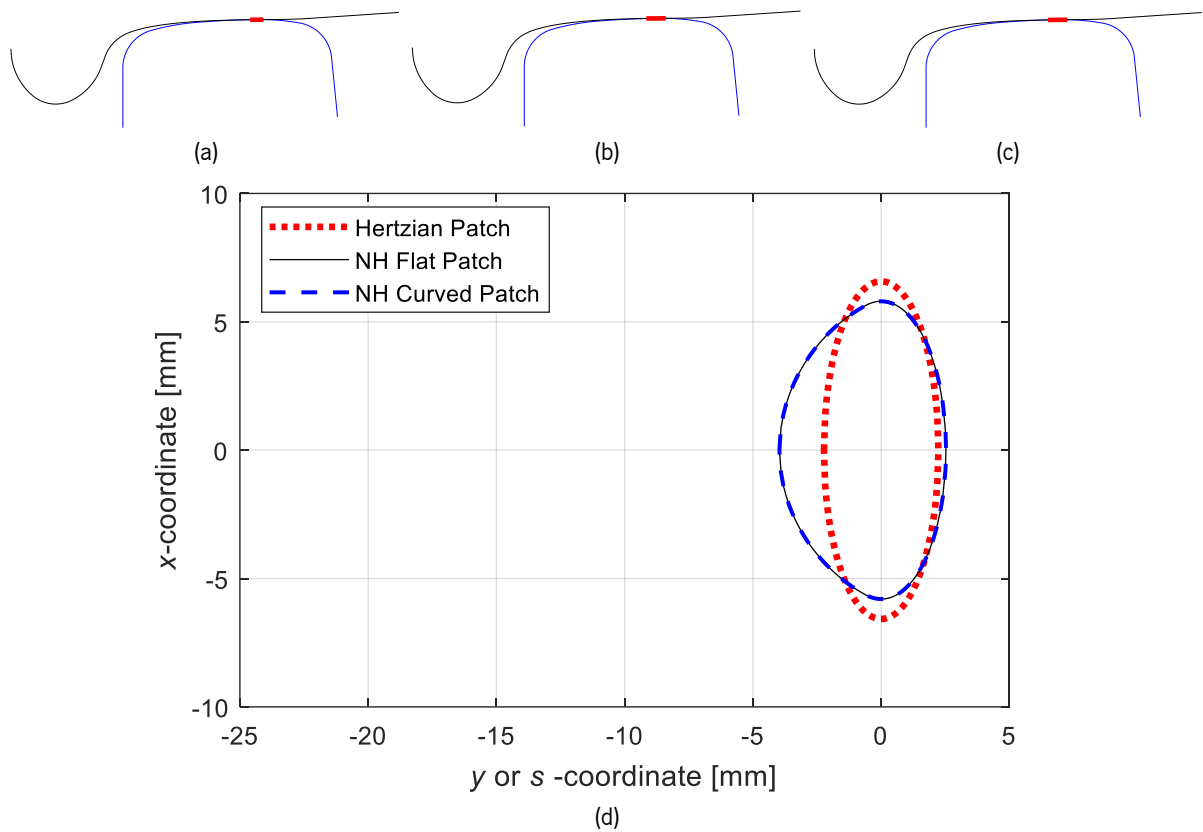 (a) (b) (c)
Hertzian Patch
NH Flat Patch
NH Curved Patch
10
5
0
-5
-10
x-coordinate [mm]
-25 -20 -15 -10 -5 0 5
y or s -coordinate [mm]
(d)